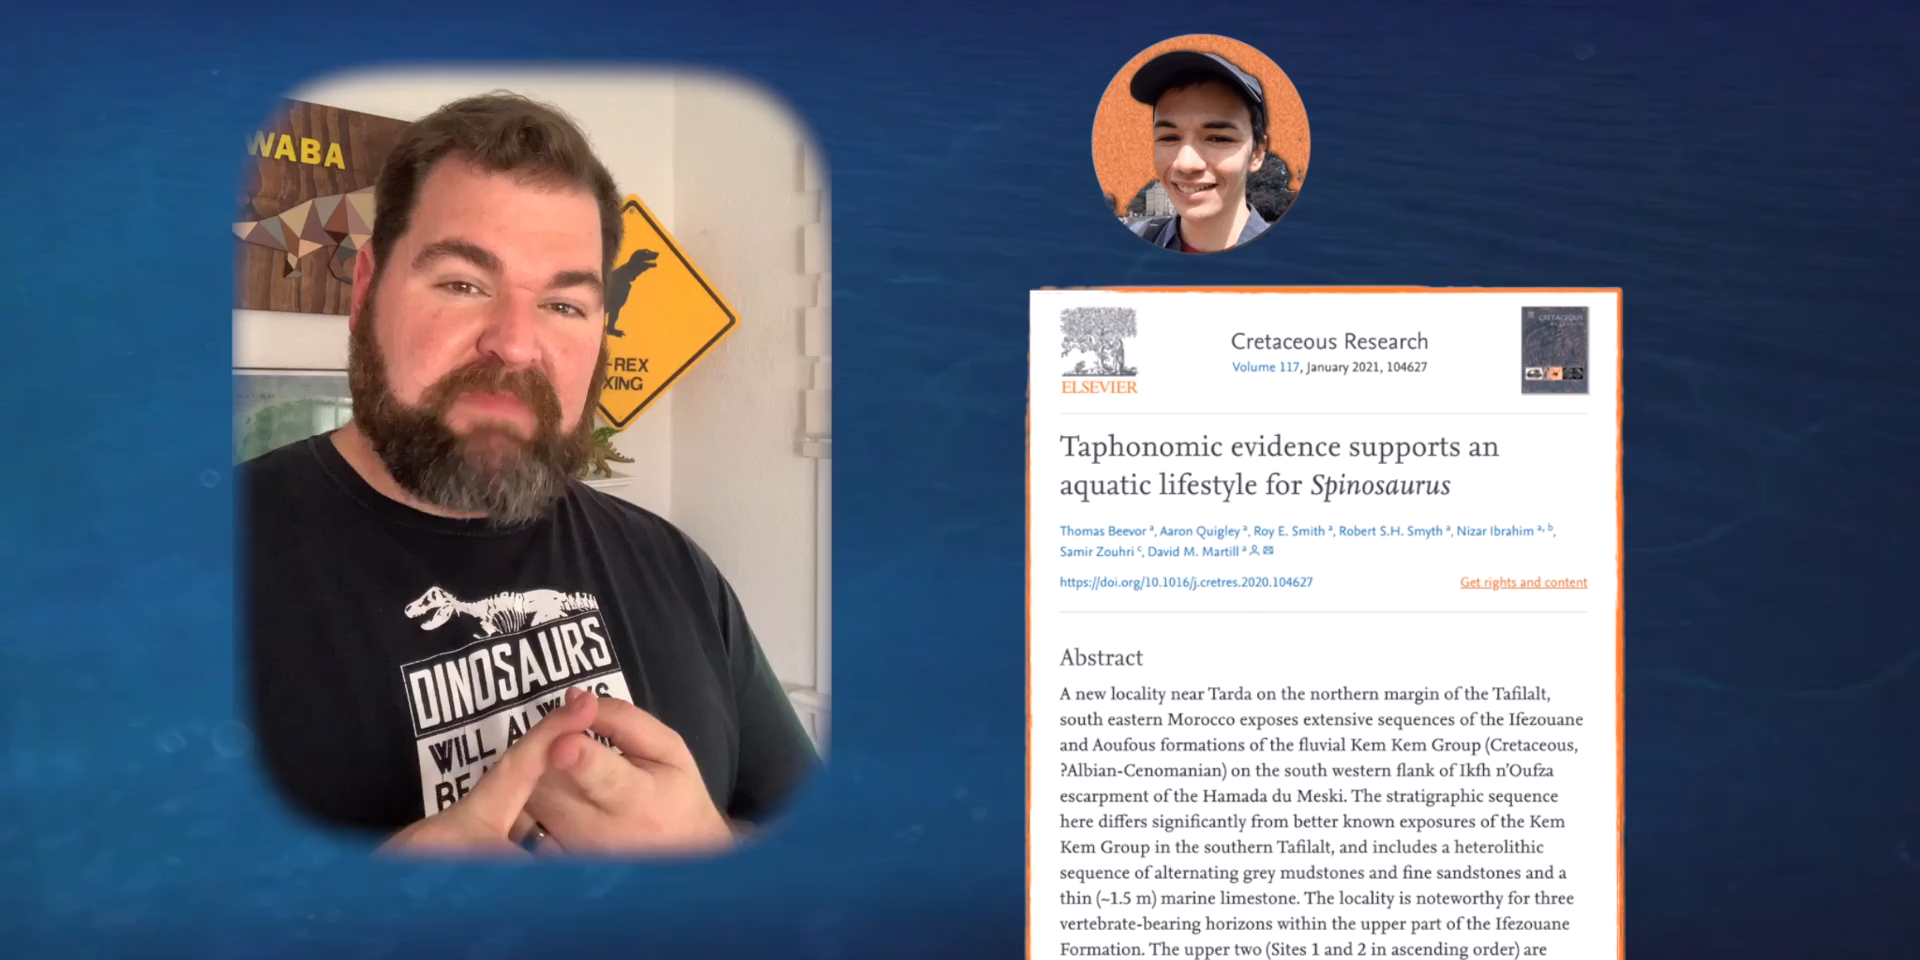 WABA
-REX
XING
DINOSAURS
WILL ALWAYS
BE
ELSEVIER
Cretaceous Research
Volume 117, January 2021, 104627
CRETACEOUS
Taphonomic evidence supports an
aquatic lifestyle for Spinosaurus
Thomas Beevor a, Aaron Quigley a, Roy E. Smith a, Robert S.H. Smyth a, Nizar Ibrahim a, b,
Samir Zouhri c, David M. Martill a
https://doi.org/10.1016/j.cretres.2020.104627
Get rights and content
Abstract
A new locality near Tarda on the northern margin of the Tafilalt,
south eastern Morocco exposes extensive sequences of the Ifezouane
and Aoufous formations of the fluvial Kem Kem Group (Cretaceous,
?Albian-Cenomanian) on the south western flank of Ikfh n’Oufza
escarpment of the Hamada du Meski. The stratigraphic sequence
here differs significantly from better known exposures of the Kem
Kem Group in the southern Tafilalt, and includes a heterolithic
sequence of alternating grey mudstones and fine sandstones and a
thin (~1.5 m) marine limestone. The locality is noteworthy for three
vertebrate-bearing horizons within the upper part of the Ifezouane
Formation. The upper two (Sites 1 and 2 in ascending order) are